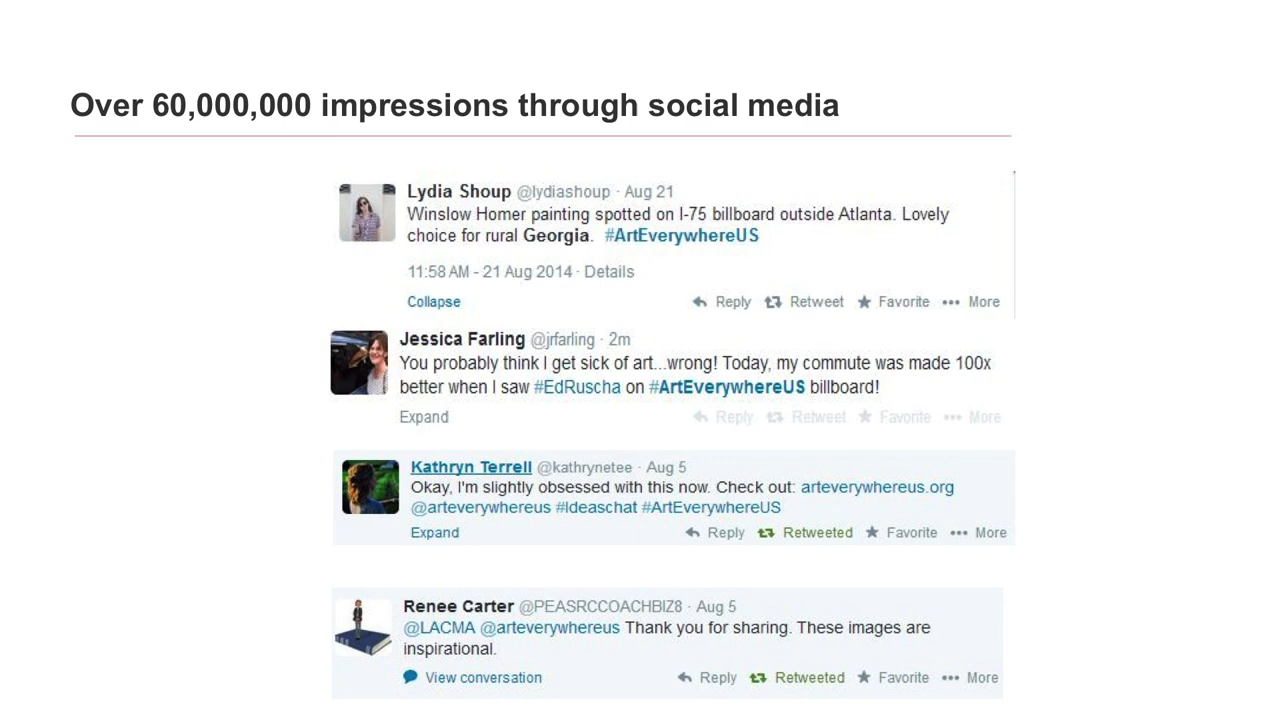 Over 60,000,000 impressions through social media
Lydia Shoup @lydiashoup · Aug 21
Winslow Homer painting spotted on I-75 billboard outside Atlanta. Lovely
choice for rural Georgia. #ArtEverywhereUS
11:58 AM - 21 Aug 2014 · Details
Collapse Reply Retweet Favorite More
Jessica Farling @jrfarling · 2m
You probably think I get sick of art...wrong! Today, my commute was made 100x
better when I saw #EdRuscha on #ArtEverywhereUS billboard!
Expand Reply Retweet Favorite More
Kathryn Terrell @kathrynetee · Aug 5
Okay, I'm slightly obsessed with this now. Check out: arteverywhereus.org
@arteverywhereus #Ideaschat #ArtEverywhereUS
Expand Reply Retweeted Favorite More
Renee Carter @PEASRCCOACHBIZ8 · Aug 5
@LACMA @arteverywhereus Thank you for sharing. These images are
inspirational.
View conversation Reply Retweeted Favorite More